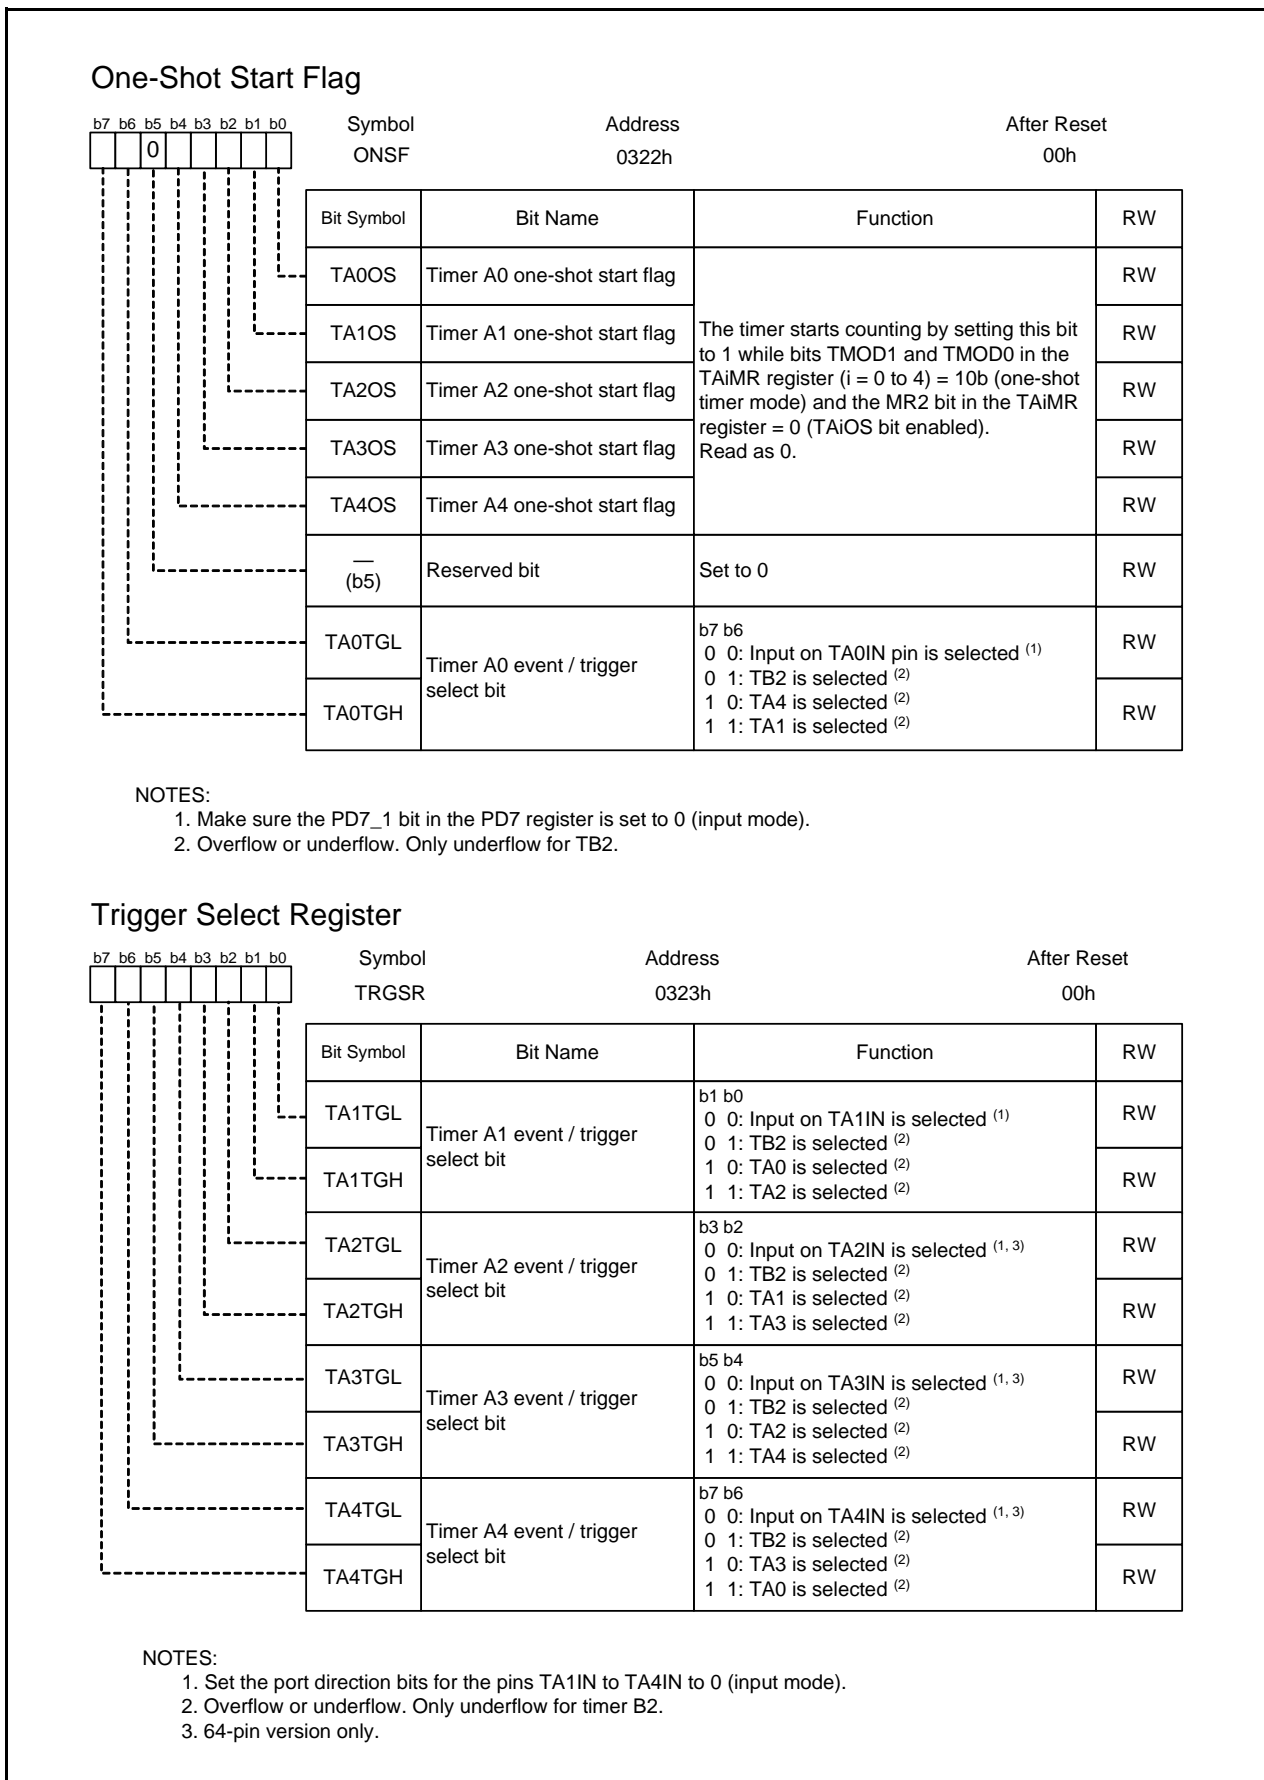 One-Shot Start Flag
b7 b6 b5 b4 b3 b2 b1 b0
Symbol Address After Reset
0
ONSF 0322h 00h
Bit Symbol Bit Name Function RW
TA0OS Timer A0 one-shot start flag RW
TA1OS Timer A1 one-shot start flag RW
TA2OS Timer A2 one-shot start flag RW
TA3OS Timer A3 one-shot start flag RW
TA4OS Timer A4 one-shot start flag RW
The timer starts counting by setting this bit
to 1 while bits TMOD1 and TMOD0 in the
TAiMR register (i = 0 to 4) = 10b (one-shot
timer mode) and the MR2 bit in the TAiMR
register = 0 (TAiOS bit enabled).
Read as 0.
—
(b5) Reserved bit Set to 0 RW
TA0TGL RW
TA0TGH RW
Timer A0 event / trigger
select bit
b7 b6
0 0: Input on TA0IN pin is selected (1)
0 1: TB2 is selected (2)
1 0: TA4 is selected (2)
1 1: TA1 is selected (2)
NOTES:
1. Make sure the PD7_1 bit in the PD7 register is set to 0 (input mode).
2. Overflow or underflow. Only underflow for TB2.
Trigger Select Register
b7 b6 b5 b4 b3 b2 b1 b0
Symbol Address After Reset
TRGSR 0323h 00h
Bit Symbol Bit Name Function RW
TA1TGL RW
TA1TGH RW
Timer A1 event / trigger
select bit
b1 b0
0 0: Input on TA1IN is selected (1)
0 1: TB2 is selected (2)
1 0: TA0 is selected (2)
1 1: TA2 is selected (2)
TA2TGL RW
TA2TGH RW
Timer A2 event / trigger
select bit
b3 b2
0 0: Input on TA2IN is selected (1, 3)
0 1: TB2 is selected (2)
1 0: TA1 is selected (2)
1 1: TA3 is selected (2)
TA3TGL RW
TA3TGH RW
Timer A3 event / trigger
select bit
b5 b4
0 0: Input on TA3IN is selected (1, 3)
0 1: TB2 is selected (2)
1 0: TA2 is selected (2)
1 1: TA4 is selected (2)
TA4TGL RW
TA4TGH RW
Timer A4 event / trigger
select bit
b7 b6
0 0: Input on TA4IN is selected (1, 3)
0 1: TB2 is selected (2)
1 0: TA3 is selected (2)
1 1: TA0 is selected (2)
NOTES:
1. Set the port direction bits for the pins TA1IN to TA4IN to 0 (input mode).
2. Overflow or underflow. Only underflow for timer B2.
3. 64-pin version only.